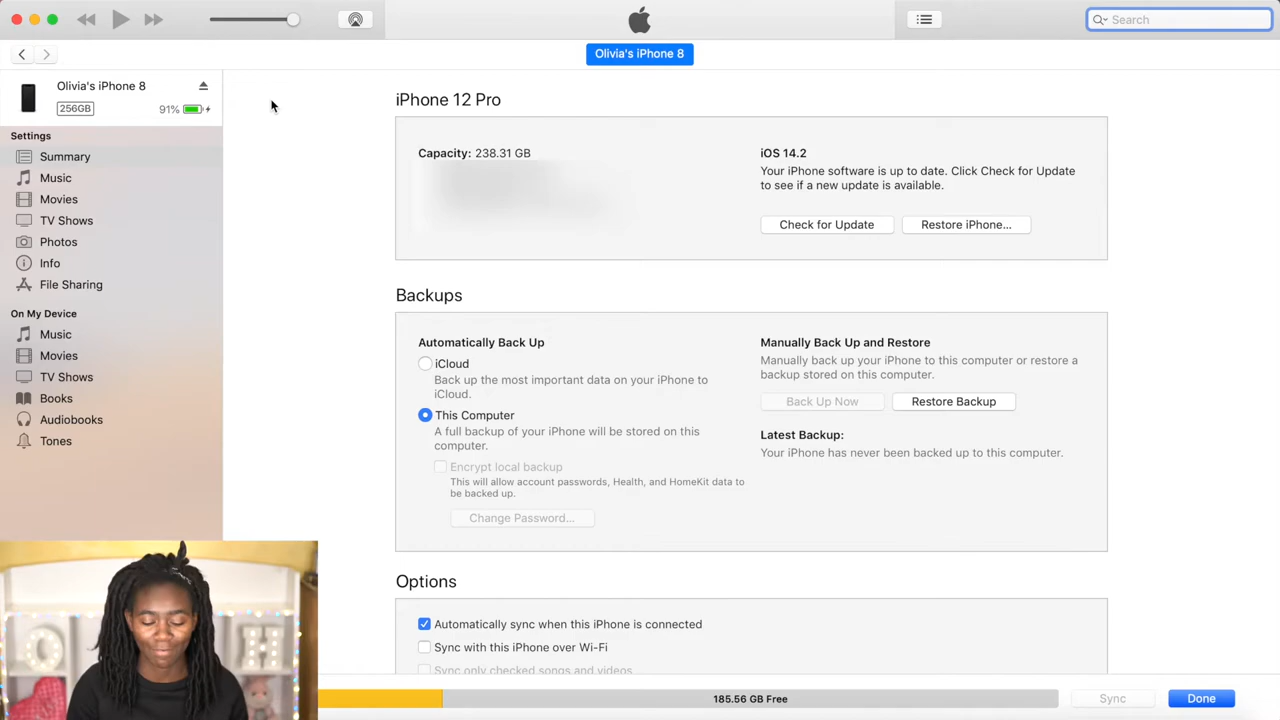 Search
Olivia's iPhone 8
Olivia's iPhone 8
256GB
91%
Settings
Summary
Music
Movies
TV Shows
Photos
Info
File Sharing
On My Device
Music
Movies
TV Shows
Books
Audiobooks
Tones
iPhone 12 Pro
Capacity: 238.31 GB
iOS 14.2
Your iPhone software is up to date. Click Check for Update
to see if a new update is available.
Check for Update
Restore iPhone...
Backups
Automatically Back Up
iCloud
Back up the most important data on your iPhone to
iCloud.
This Computer
A full backup of your iPhone will be stored on this
computer.
Encrypt local backup
This will allow account passwords, Health, and HomeKit data to
be backed up.
Change Password...
Manually Back Up and Restore
Manually back up your iPhone to this computer or restore a
backup stored on this computer.
Back Up Now
Restore Backup
Latest Backup:
Your iPhone has never been backed up to this computer.
Options
Automatically sync when this iPhone is connected
Sync with this iPhone over Wi-Fi
Sync only checked songs and videos
185.56 GB Free
Sync
Done
O
H